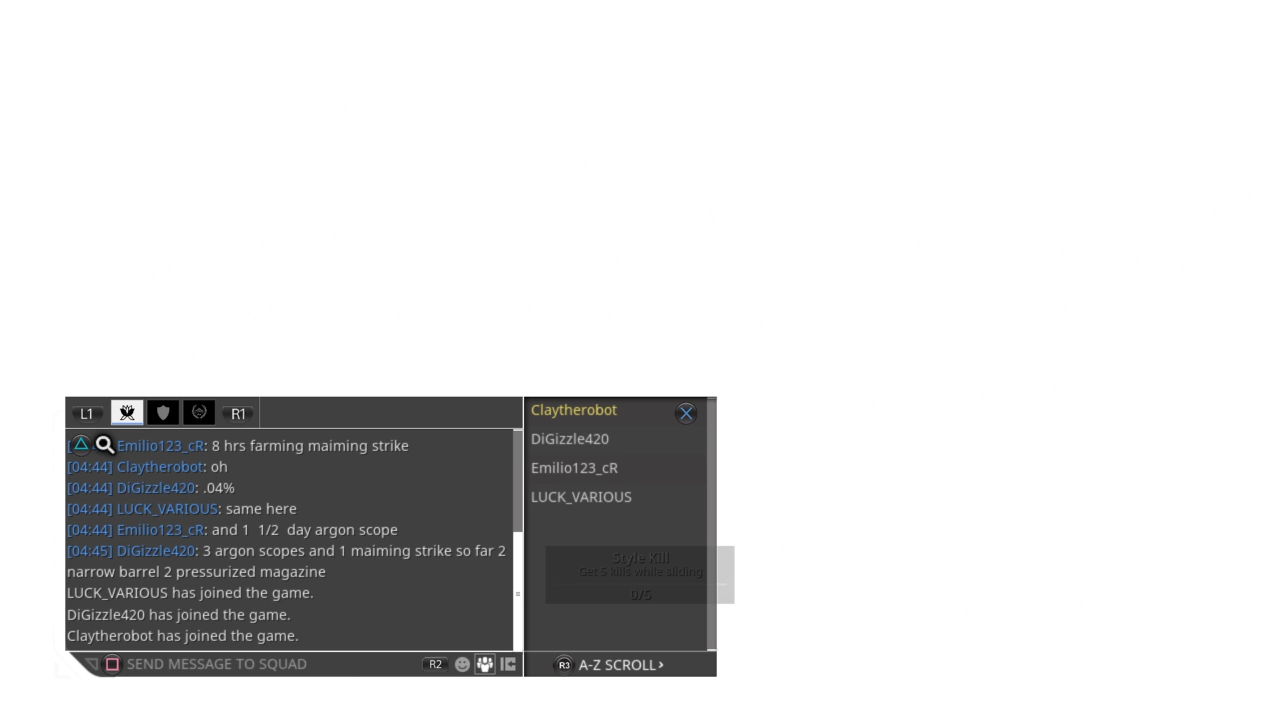 L1 R1
Emilio123_cR: 8 hrs farming maiming strike
[04:44] Claytherobot: oh
[04:44] DiGizzle420: .04%
[04:44] LUCK_VARIOUS: same here
[04:44] Emilio123_cR: and 1 1/2 day argon scope
[04:45] DiGizzle420: 3 argon scopes and 1 maiming strike so far 2
narrow barrel 2 pressurized magazine
LUCK_VARIOUS has joined the game.
DiGizzle420 has joined the game.
Claytherobot has joined the game.
SEND MESSAGE TO SQUAD R2
Claytherobot
DiGizzle420
Emilio123_cR
LUCK_VARIOUS
Style Kill
Get 5 kills while sliding
0/5
R3 A-Z SCROLL>